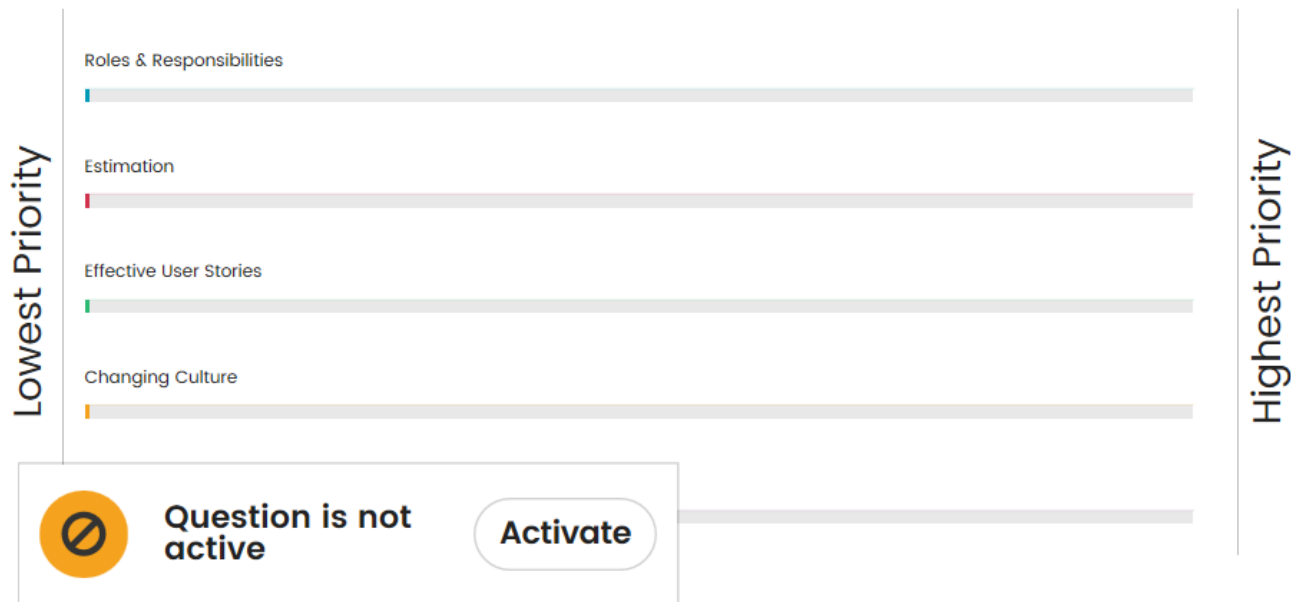 Roles & Responsibilities
Estimation
Effective User Stories
Changing Culture
Lowest Priority
Highest Priority
Question is not
active
Activate